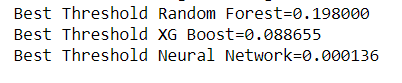 Best Threshold Random Forest=0.198000
Best Threshold XG Boost=0.088655
Best Threshold Neural Network=0.000136